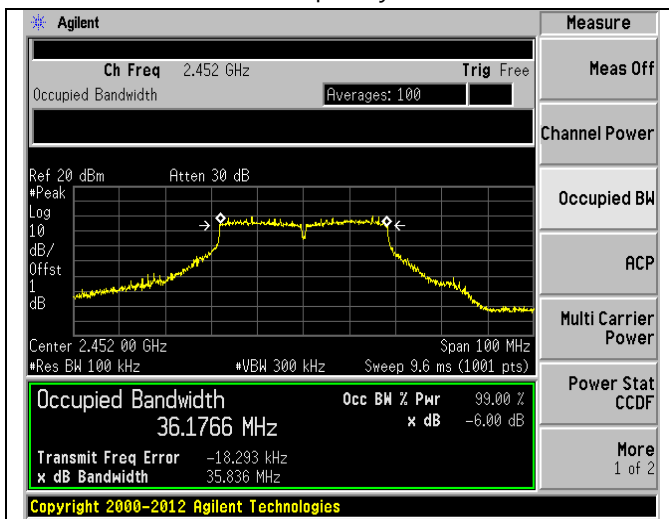 Agilent
Measure
Ch Freq 2.452 GHz Trig Free
Occupied Bandwidth Averages: 100
Meas Off
Channel Power
Occupied BW
ACP
Multi Carrier
Power
Power Stat
CCDF
More
1 of 2
Ref 20 dBm Atten 30 dB
#Peak
Log
10
dB/
Offst
1
dB
Center 2.452 00 GHz Span 100 MHz
#Res BW 100 kHz #VBW 300 kHz Sweep 9.6 ms (1001 pts)
Occupied Bandwidth Occ BW % Pwr 99.00 %
36.1766 MHz x dB -6.00 dB
Transmit Freq Error -18.293 kHz
x dB Bandwidth 35.836 MHz
Copyright 2000-2012 Agilent Technologies